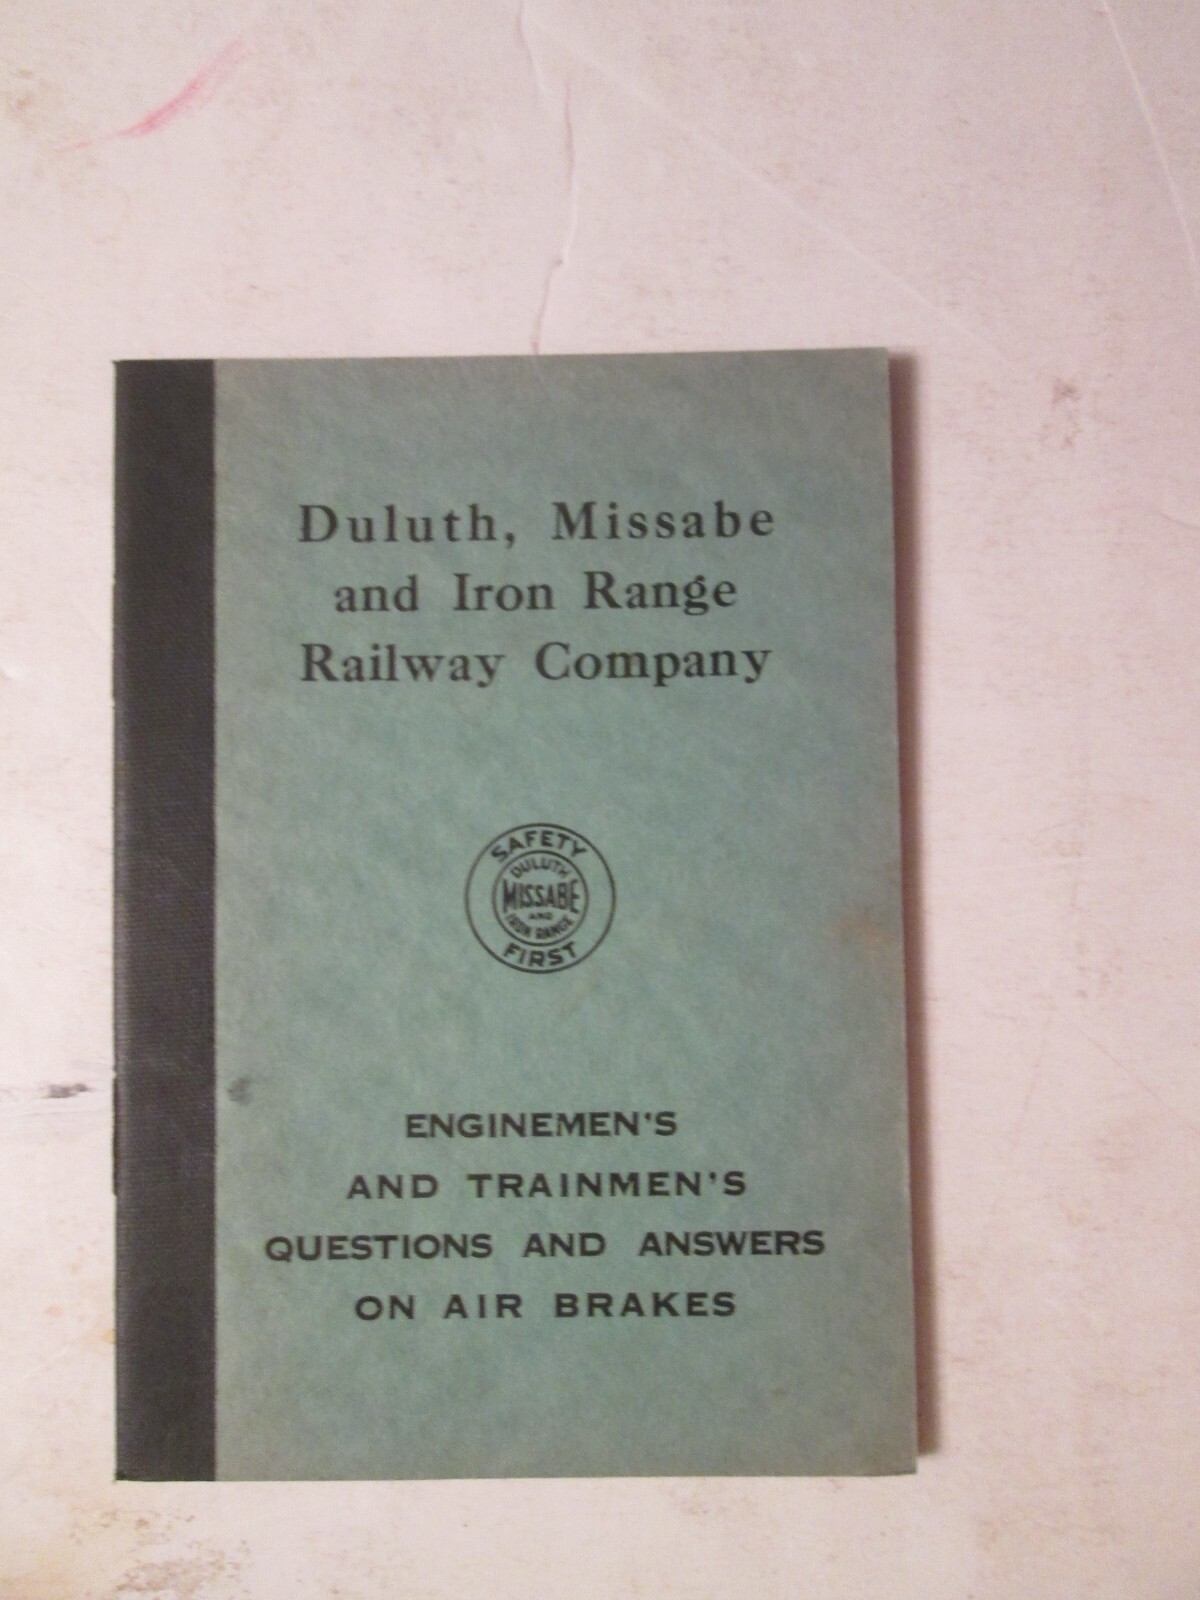 Duluth, Missabe
and Iron Range
Railway Company
SAFETY
DULUTH
MISSABE
AND
IRON RANGE
FIRST
ENGINEMEN'S
AND TRAINMEN'S
QUESTIONS AND ANSWERS
ON AIR BRAKES